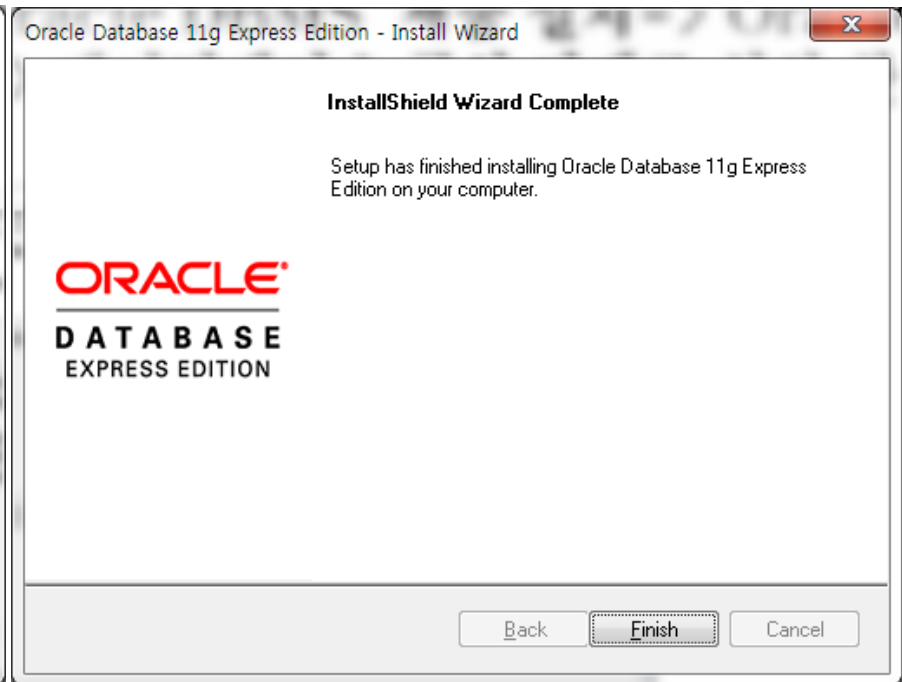 Oracle Database 11g Express Edition - Install Wizard
InstallShield Wizard Complete
Setup has finished installing Oracle Database 11g Express
Edition on your computer.
ORACLE
DATABASE
EXPRESS EDITION
Back
Finish
Cancel